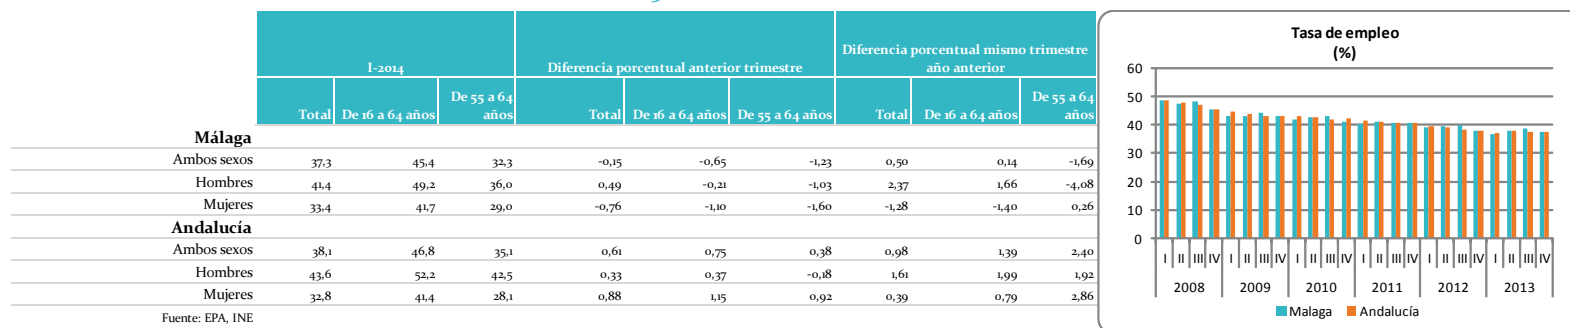 I-2014 Diferencia porcentual anterior trimestre Diferencia porcentual mismo trimestre año anterior
Total De 16 a 64 años De 55 a 64 años Total De 16 a 64 años De 55 a 64 años Total De 16 a 64 años De 55 a 64 años
Málaga
Ambos sexos 37,3 45,4 32,3 -0,15 -0,65 -1,23 0,50 0,14 -1,69
Hombres 41,4 49,2 36,0 0,49 -0,21 -1,03 2,37 1,66 -4,08
Mujeres 33,4 41,7 29,0 -0,76 -1,10 -1,60 -1,28 -1,40 0,26
Andalucía
Ambos sexos 38,1 46,8 35,1 0,61 0,75 0,38 0,98 1,39 2,40
Hombres 43,6 52,2 42,5 0,33 0,37 -0,18 1,61 1,99 1,92
Mujeres 32,8 41,4 28,1 0,88 1,15 0,92 0,39 0,79 2,86
Fuente: EPA, INE
Tasa de empleo
(%)
60
50
40
30
20
10
0
I II III IV I II III IV I II III IV I II III IV I II III IV I II III IV
2008 2009 2010 2011 2012 2013
Malaga Andalucía